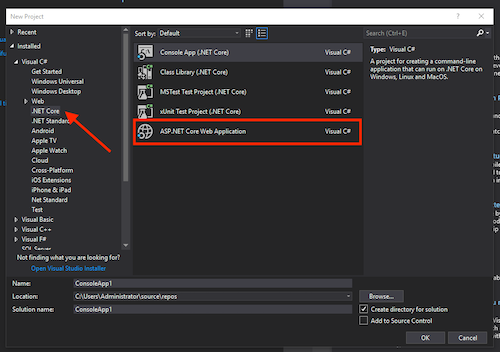 New Project
? ×
Recent
Installed
Visual C#
Get Started
Windows Universal
Windows Desktop
Web
.NET Core
.NET Standard
Android
Apple TV
Apple Watch
Cloud
Cross-Platform
iOS Extensions
iPhone & iPad
Net Standard
Test
Visual Basic
Visual C++
Visual F#
SQL Server
Not finding what you are looking for?
Open Visual Studio Installer
Sort by: Default
Console App (.NET Core) Visual C#
Class Library (.NET Core) Visual C#
MSTest Test Project (.NET Core) Visual C#
xUnit Test Project (.NET Core) Visual C#
ASP.NET Core Web Application Visual C#
Search (Ctrl+E)
Type: Visual C#
A project for creating a command-line
application that can run on .NET Core on
Windows, Linux and MacOS.
Name: ConsoleApp1
Location: C:\Users\Administrator\source\repos
Browse...
Solution name: ConsoleApp1
Create directory for solution
Add to Source Control
OK Cancel